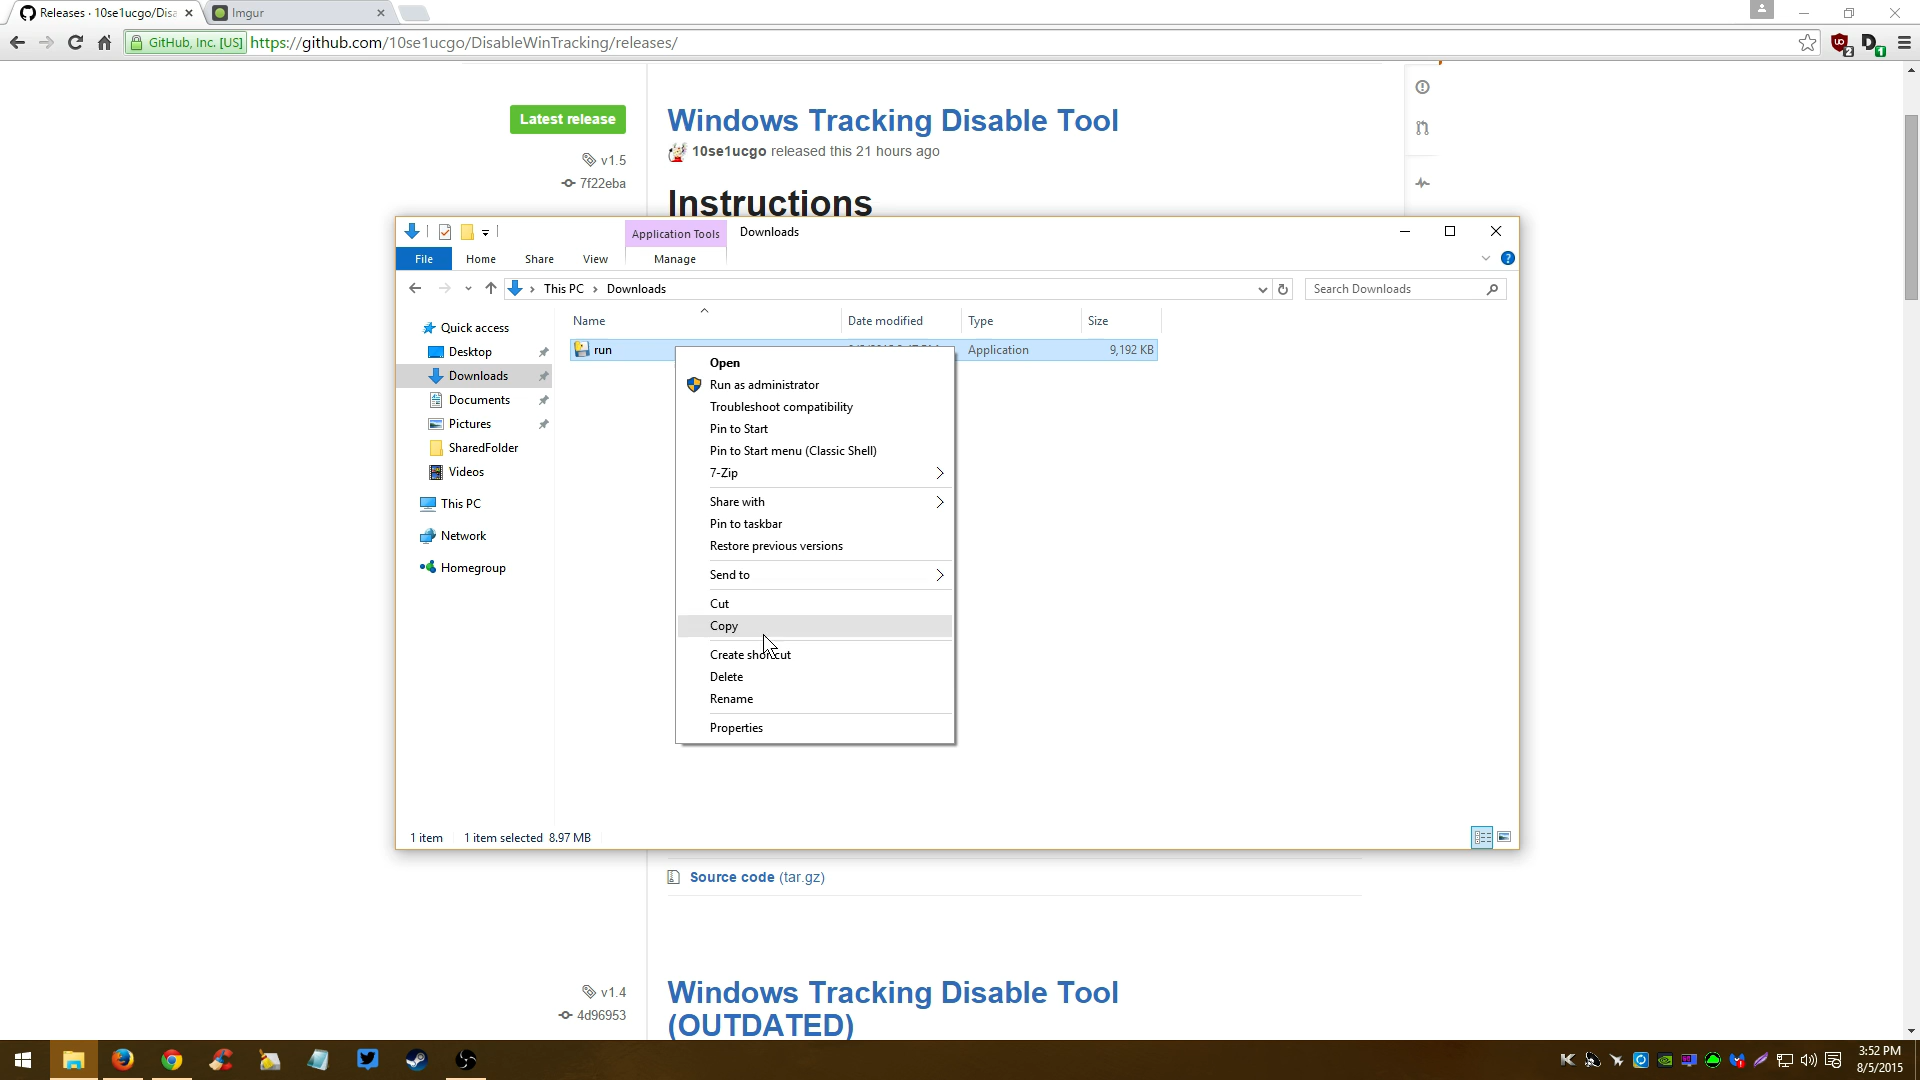 Releases · 10se1ucgo/Disa
Imgur
GitHub, Inc. [US]
https://github.com/10se1ucgo/DisableWinTracking/releases/
2
1
Latest release
Windows Tracking Disable Tool
v1.5
10se1ucgo released this 21 hours ago
7f22eba
Instructions
Application Tools
Downloads
File
Home
Share
View
Manage
This PC
Downloads
Search Downloads
Name
Date modified
Type
Size
Quick access
Desktop
Downloads
Documents
Pictures
SharedFolder
Videos
This PC
Network
Homegroup
run
Application
9,192 KB
Open
Run as administrator
Troubleshoot compatibility
Pin to Start
Pin to Start menu (Classic Shell)
7-Zip
Share with
Pin to taskbar
Restore previous versions
Send to
Cut
Copy
Create shortcut
Delete
Rename
Properties
1 item
1 item selected 8.97 MB
Source code (tar.gz)
v1.4
4d96953
Windows Tracking Disable Tool
(OUTDATED)
3:52 PM
8/5/2015